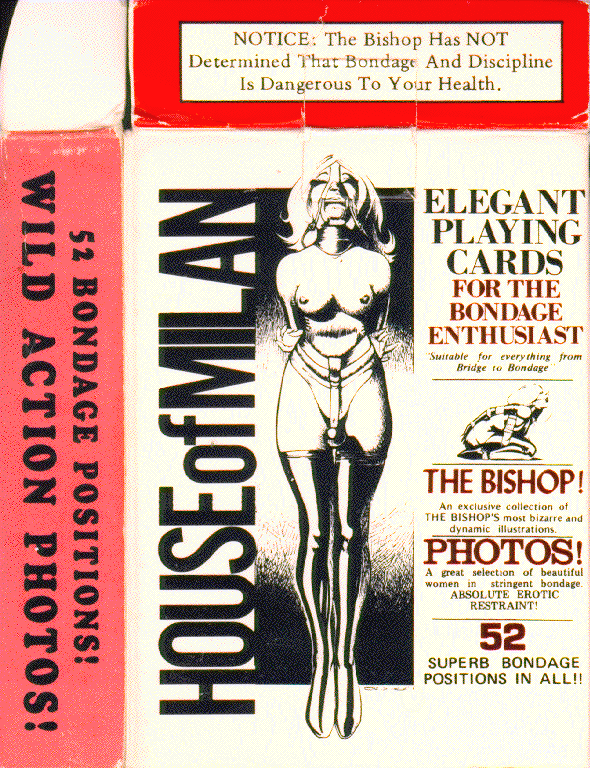 NOTICE: The Bishop Has NOT
Determined That Bondage And Discipline
Is Dangerous To Your Health.
52 BONDAGE POSITIONS!
WILD ACTION PHOTOS!
HOUSE of MILAN
ELEGANT
PLAYING
CARDS
FOR THE
BONDAGE
ENTHUSIAST
'Suitable for everything from
Bridge to Bondage'
THE BISHOP!
An exclusive collection of
THE BISHOP'S most bizarre and
dynamic illustrations.
PHOTOS!
A great selection of beautiful
women in stringent bondage.
ABSOLUTE EROTIC
RESTRAINT!
52
SUPERB BONDAGE
POSITIONS IN ALL!!